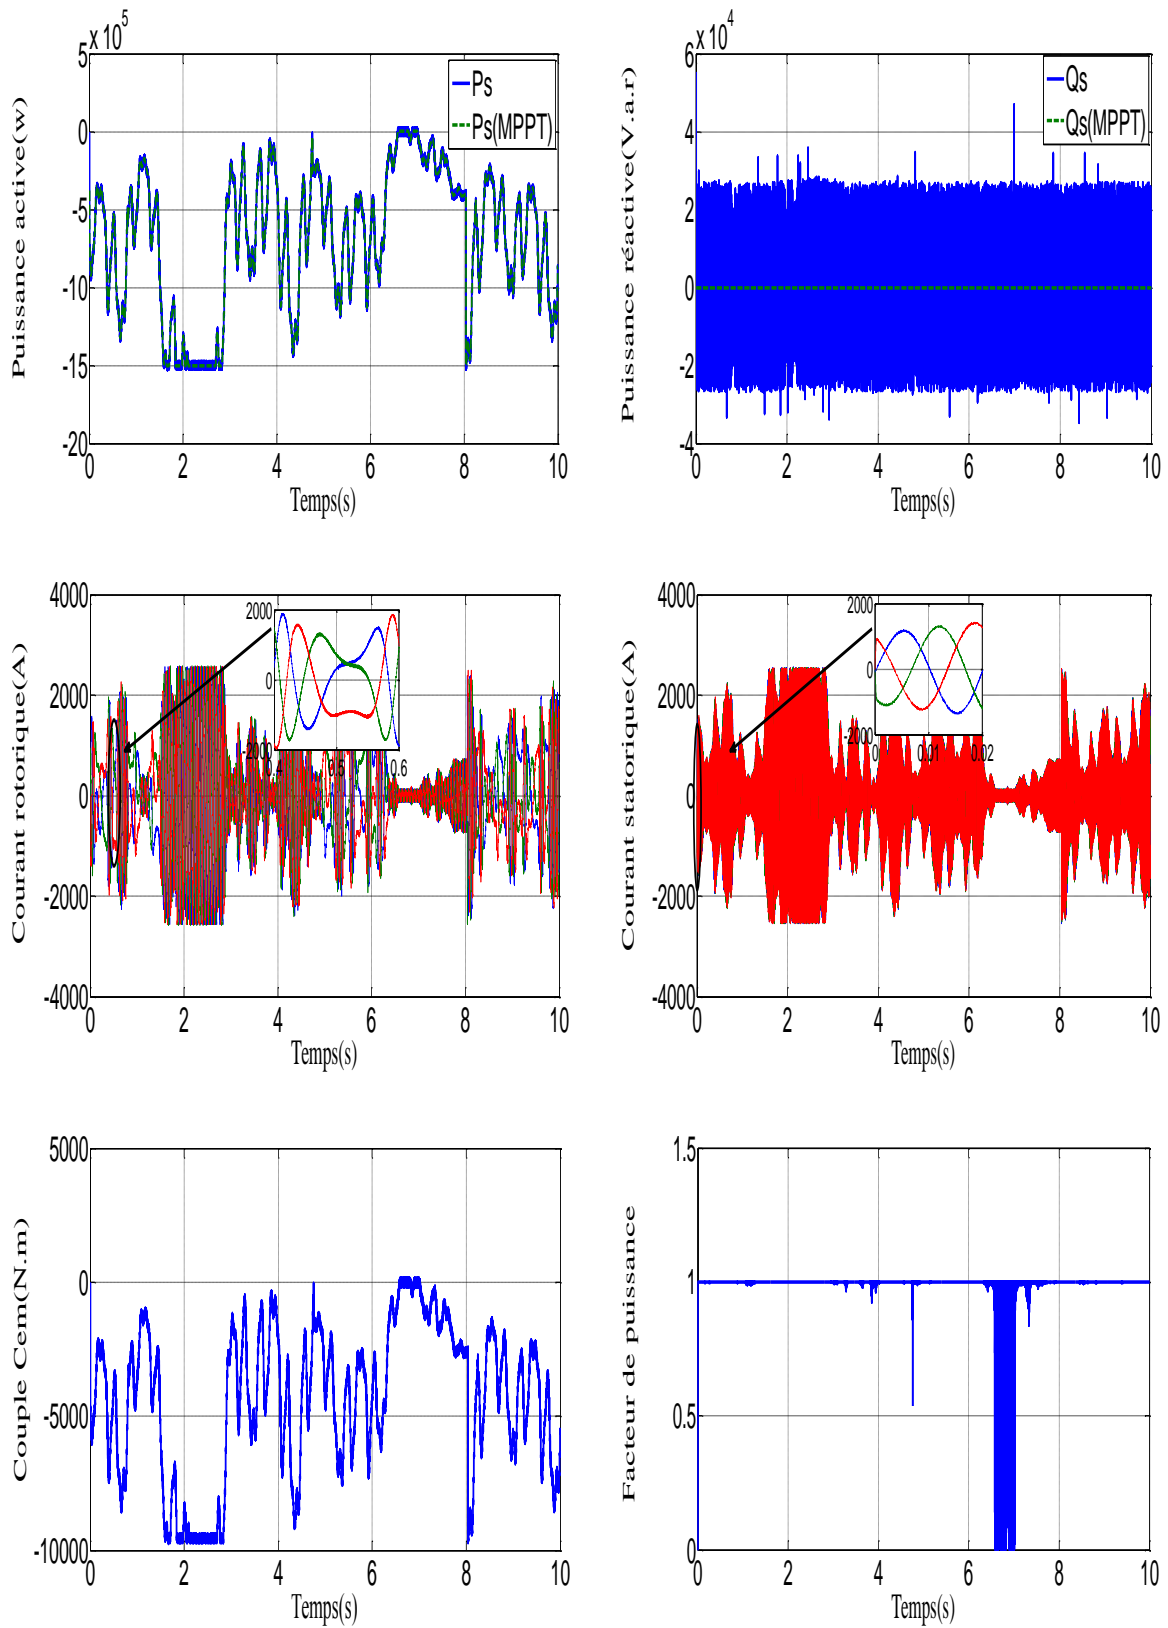 x 10^5
5
0
-5
-10
-15
-20
Puissance active(w)
Ps
Ps(MPPT)
0 2 4 6 8 10
Temps(s)
x 10^4
6
4
2
0
-2
-4
Puissance réactive(V.a.r)
Qs
Qs(MPPT)
0 2 4 6 8 10
Temps(s)
4000
2000
0
-2000
-4000
Courant rotorique(A)
2000
0
-2000
0.4 0.5 0.6
0 2 4 6 8 10
Temps(s)
4000
2000
0
-2000
-4000
Courant statorique(A)
2000
0
-2000
0 0.01 0.02
0 2 4 6 8 10
Temps(s)
5000
0
-5000
-10000
Couple Cem(N.m)
0 2 4 6 8 10
Temps(s)
1.5
1
0.5
0
Facteur de puissance
0 2 4 6 8 10
Temps(s)